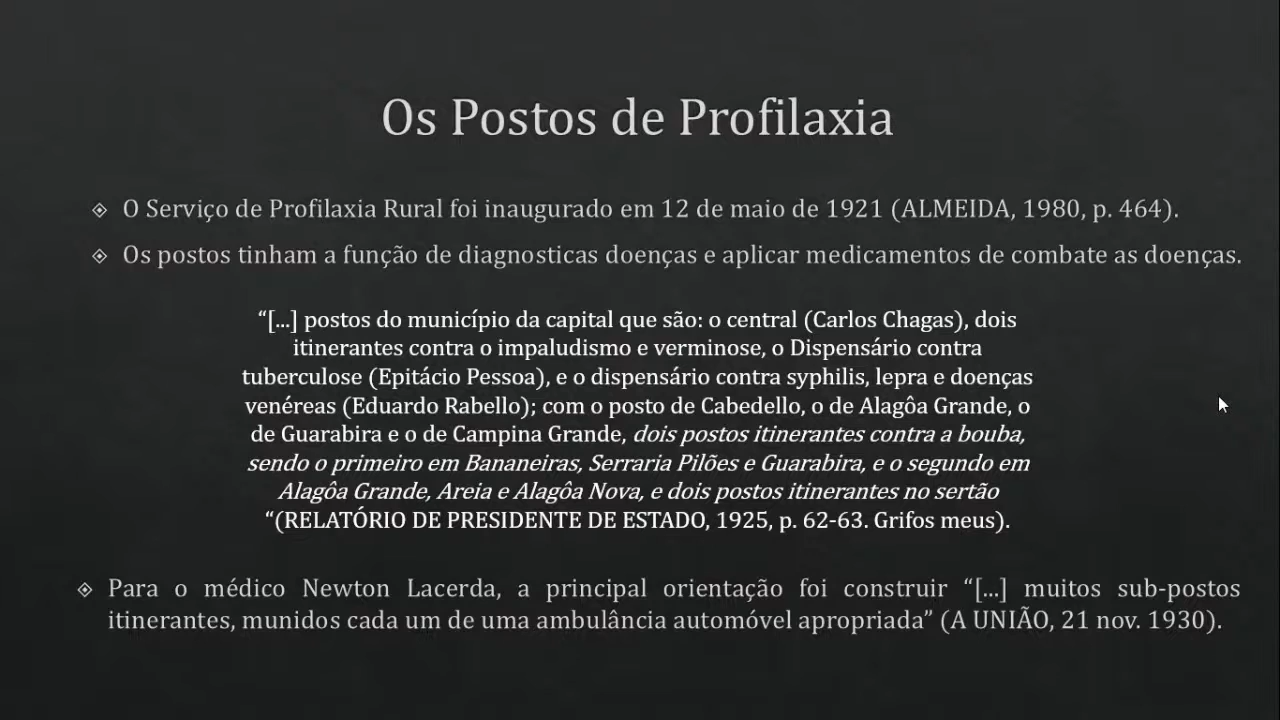 Os Postos de Profilaxia
O Serviço de Profilaxia Rural foi inaugurado em 12 de maio de 1921 (ALMEIDA, 1980, p. 464).
Os postos tinham a função de diagnosticas doenças e aplicar medicamentos de combate as doenças.
“[...] postos do município da capital que são: o central (Carlos Chagas), dois
itinerantes contra o impaludismo e verminose, o Dispensário contra
tuberculose (Epitácio Pessoa), e o dispensário contra syphilis, lepra e doenças
venéreas (Eduardo Rabello); com o posto de Cabedello, o de Alagôa Grande, o
de Guarabira e o de Campina Grande, dois postos itinerantes contra a bouba,
sendo o primeiro em Bananeiras, Serraria Pilões e Guarabira, e o segundo em
Alagôa Grande, Areia e Alagôa Nova, e dois postos itinerantes no sertão
“(RELATÓRIO DE PRESIDENTE DE ESTADO, 1925, p. 62-63. Grifos meus).
Para o médico Newton Lacerda, a principal orientação foi construir “[...] muitos sub-postos
itinerantes, munidos cada um de uma ambulância automóvel apropriada” (A UNIÃO, 21 nov. 1930).